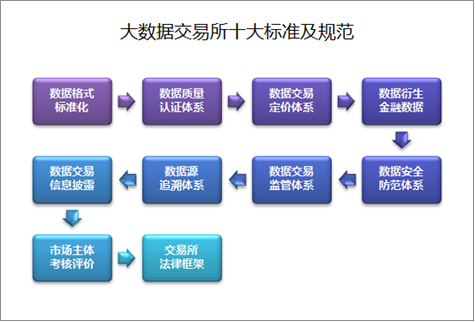 大数据交易所十大标准及规范
数据格式
标准化
数据质量
认证体系
数据交易
定价体系
数据衍生
金融数据
数据安全
防范体系
数据交易
监管体系
数据源
追溯体系
数据交易
信息披露
市场主体
考核评价
交易所
法律框架